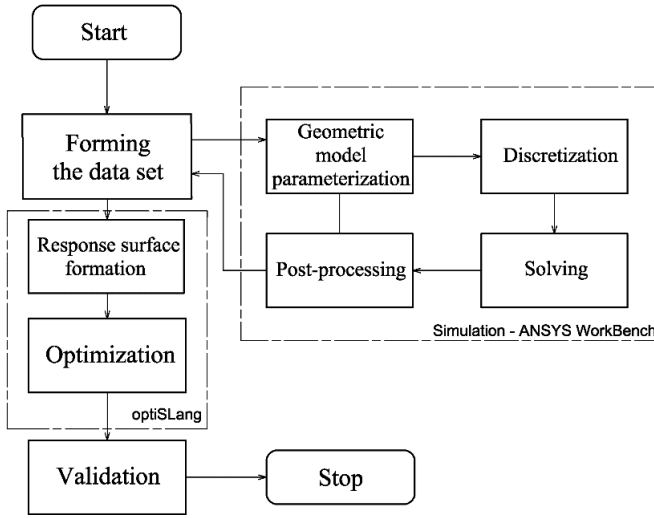 Start
Forming
the data set
Geometric
model
parameterization
Discretization
Response surface
formation
Post-processing
Solving
Simulation - ANSYS WorkBench
Optimization
optiSLang
Validation
Stop